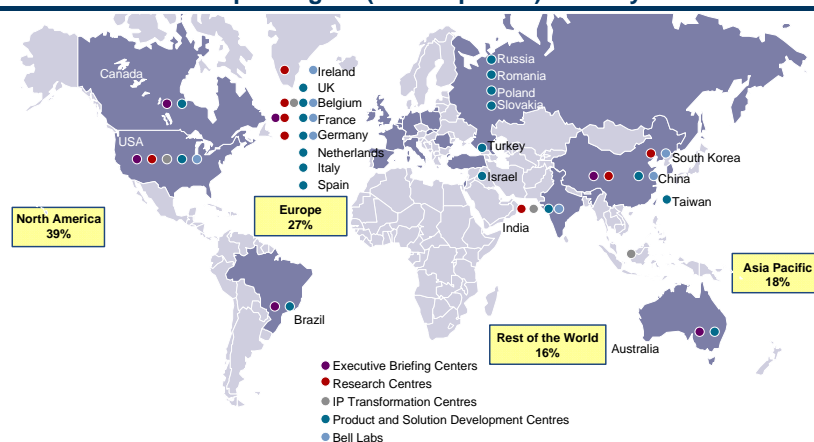 Canada
USA
North America
39%
Ireland
UK
Belgium
France
Germany
Netherlands
Italy
Spain
Europe
27%
Russia
Romania
Poland
Slovakia
Turkey
Israel
India
South Korea
China
Taiwan
Asia Pacific
18%
Brazil
Rest of the World
16%
Australia
Executive Briefing Centers
Research Centres
IP Transformation Centres
Product and Solution Development Centres
Bell Labs